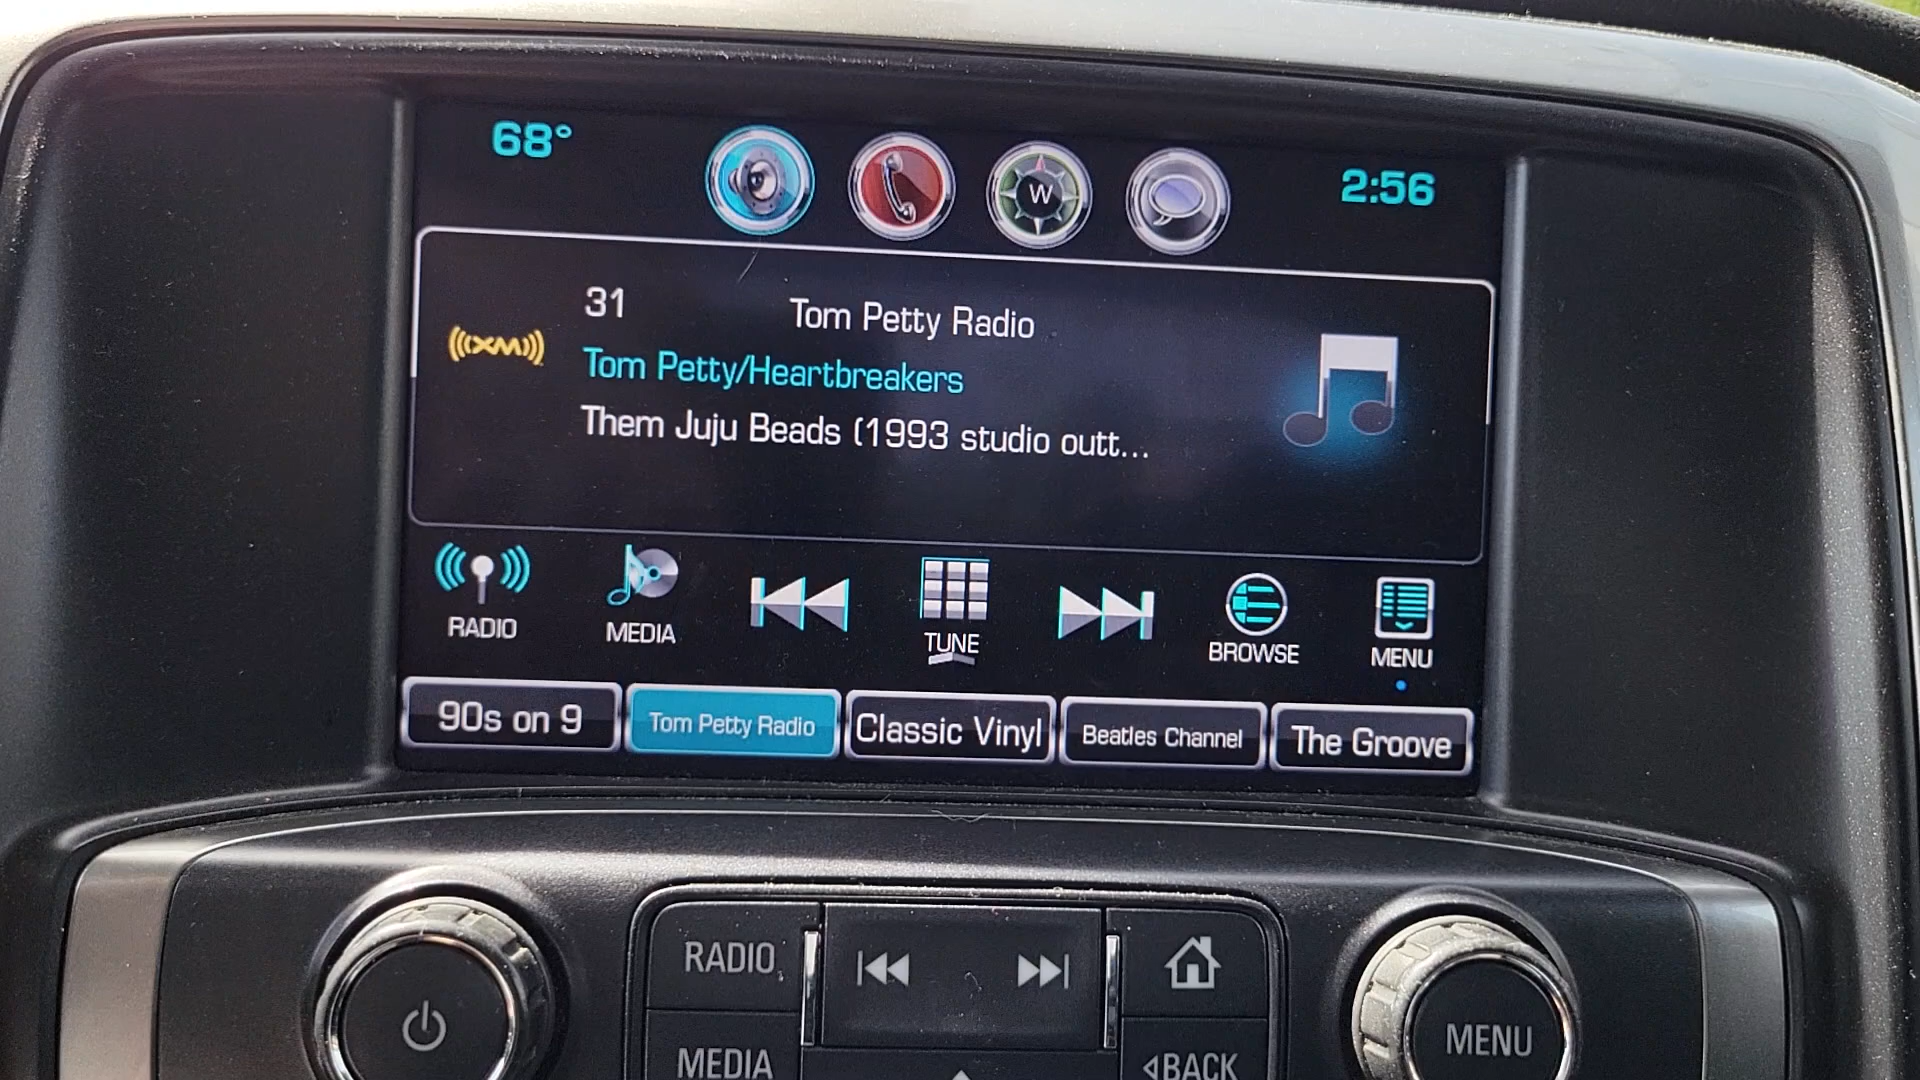 68°
W
2:56
31
Tom Petty Radio
((XM))
Tom Petty/Heartbreakers
Them Juju Beads (1993 studio outt...
RADIO
MEDIA
TUNE
BROWSE
MENU
90s on 9
Tom Petty Radio
Classic Vinyl
Beatles Channel
The Groove
RADIO
MEDIA
BACK
MENU